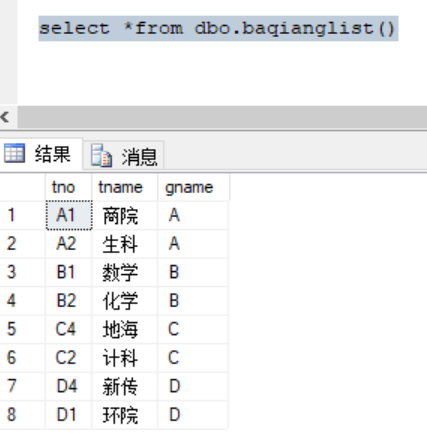 select *from dbo.baqianglist()
结果 消息
tno tname gname
1 A1 商院 A
2 A2 生科 A
3 B1 数学 B
4 B2 化学 B
5 C4 地海 C
6 C2 计科 C
7 D4 新传 D
8 D1 环院 D